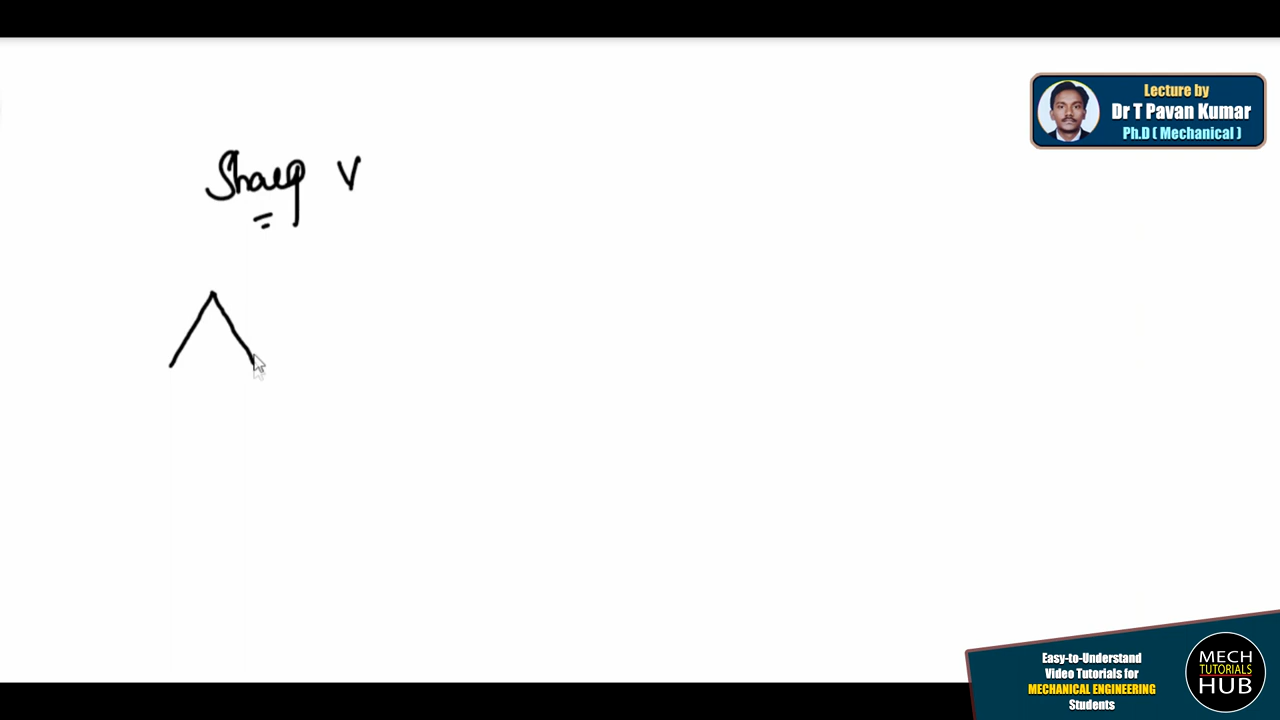 Lecture by
Dr T Pavan Kumar
Ph.D ( Mechanical )
Sharp V
Easy-to-Understand
Video Tutorials for
MECHANICAL ENGINEERING
Students
MECH
TUTORIALS
HUB